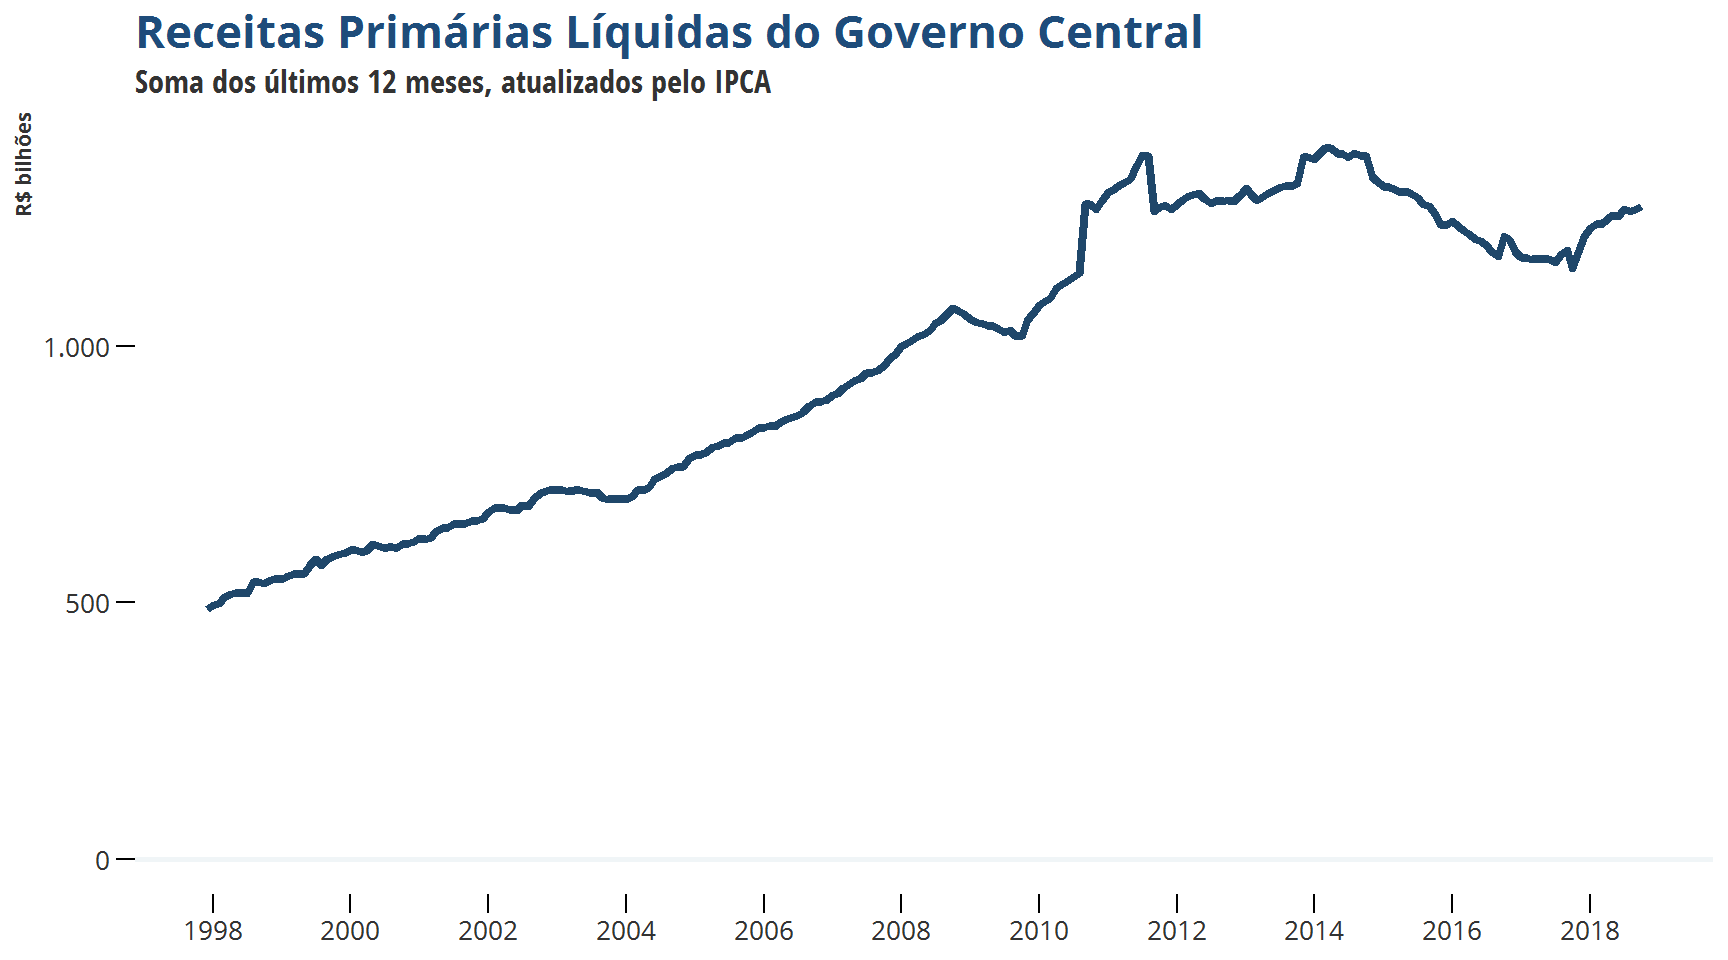 Receitas Primárias Líquidas do Governo Central
Soma dos últimos 12 meses, atualizados pelo IPCA
R$ bilhões
1.000
500
0
1998 2000 2002 2004 2006 2008 2010 2012 2014 2016 2018